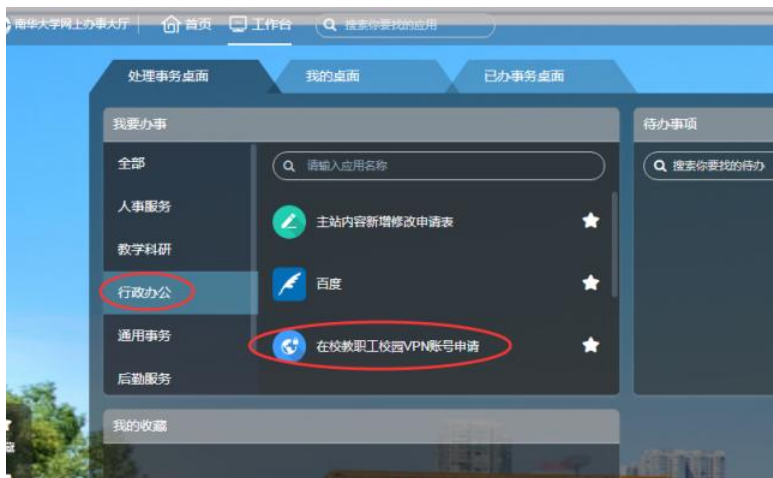 南华大学网上办事大厅 首页 工作台 搜索你要找的应用
处理事务桌面 我的桌面 已办事务桌面
我要办事 待办事项
全部 请输入应用名称 搜索你要找的待办
人事服务 主站内容新增修改申请表
教学科研
行政办公 百度
通用事务 在校教职工校园VPN账号申请
后勤服务
我的收藏